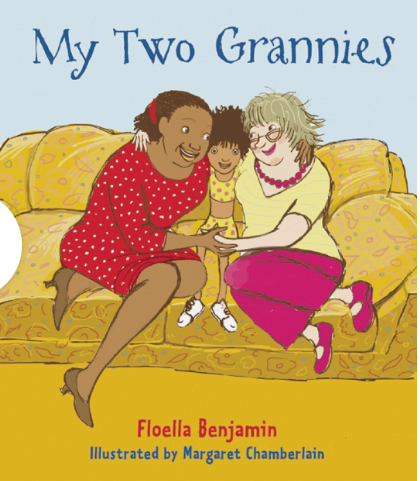 My Two Grannies
Floella Benjamin
Illustrated by Margaret Chamberlain